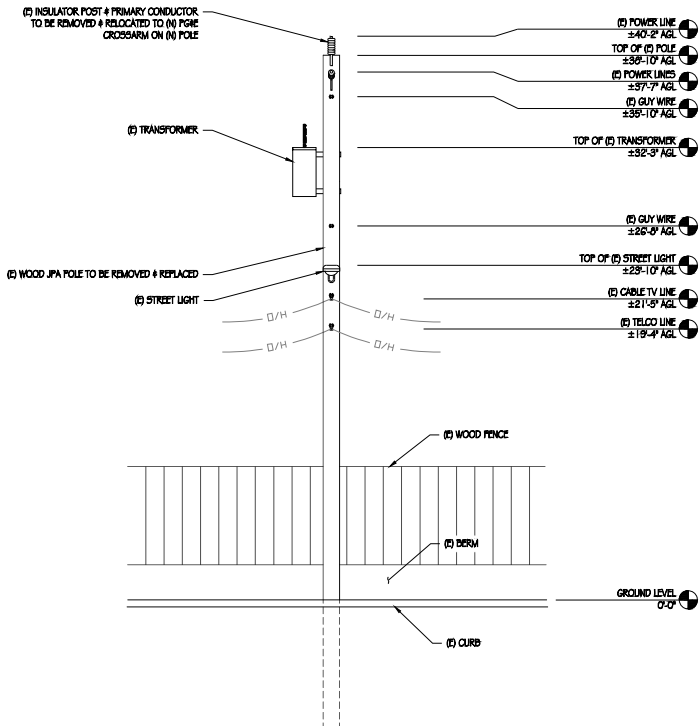 (E) INSULATOR POST & PRIMARY CONDUCTOR
TO BE REMOVED & RELOCATED TO (N) PG&E
CROSSARM ON (N) POLE
(E) POWER LINE
±40'-2" AGL
TOP OF (E) POLE
±38'-10" AGL
(E) POWER LINES
±37'-7" AGL
(E) GUY WIRE
±35'-10" AGL
(E) TRANSFORMER
TOP OF (E) TRANSFORMER
±32'-3" AGL
(E) GUY WIRE
±26'-8" AGL
(E) WOOD JPA POLE TO BE REMOVED & REPLACED
TOP OF (E) STREET LIGHT
±23'-10" AGL
(E) STREET LIGHT
(E) CABLE TV LINE
±21'-5" AGL
O/H
O/H
(E) TELCO LINE
±19'-4" AGL
O/H
O/H
(E) WOOD FENCE
(E) BERM
GROUND LEVEL
0'-0"
(E) CURB